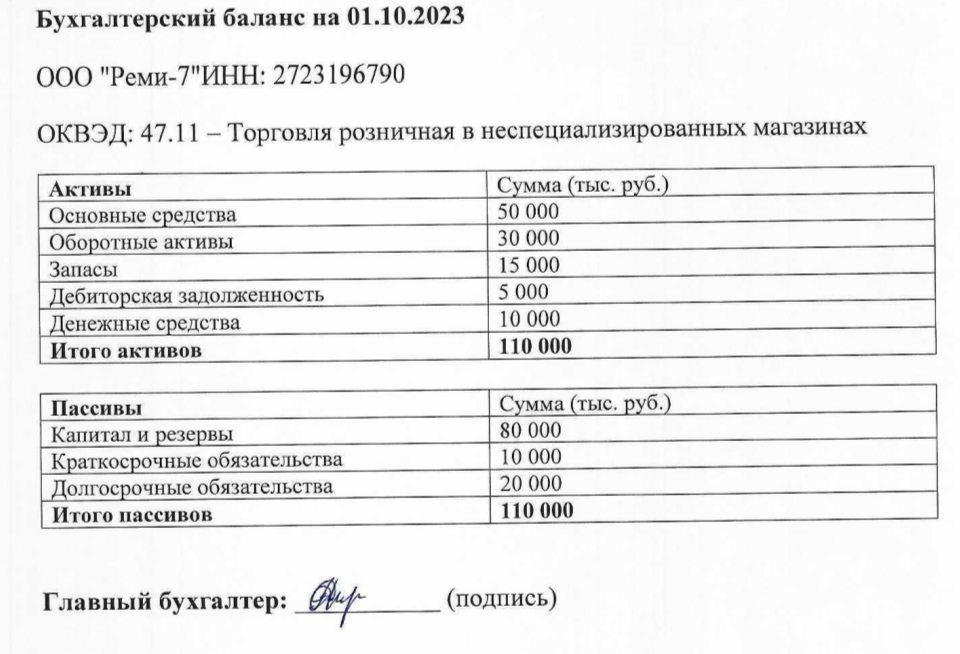 Бухгалтерский баланс на 01.10.2023
ООО "Реми-7"ИНН: 2723196790
ОКВЭД: 47.11 – Торговля розничная в неспециализированных магазинах
Активы Сумма (тыс. руб.)
Основные средства 50 000
Оборотные активы 30 000
Запасы 15 000
Дебиторская задолженность 5 000
Денежные средства 10 000
Итого активов 110 000
Пассивы Сумма (тыс. руб.)
Капитал и резервы 80 000
Краткосрочные обязательства 10 000
Долгосрочные обязательства 20 000
Итого пассивов 110 000
Главный бухгалтер: (подпись)